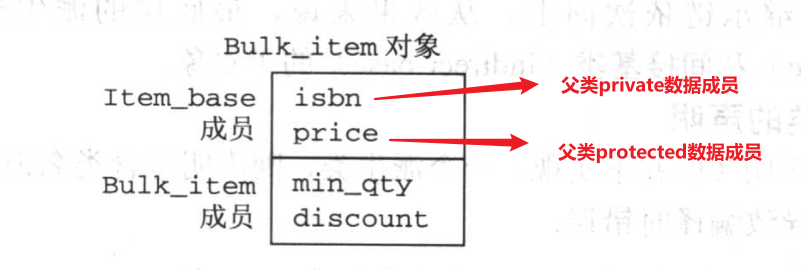 Bulk_item 对象
Item_base
成员
isbn
price
Bulk_item
成员
min_qty
discount
父类private数据成员
父类protected数据成员